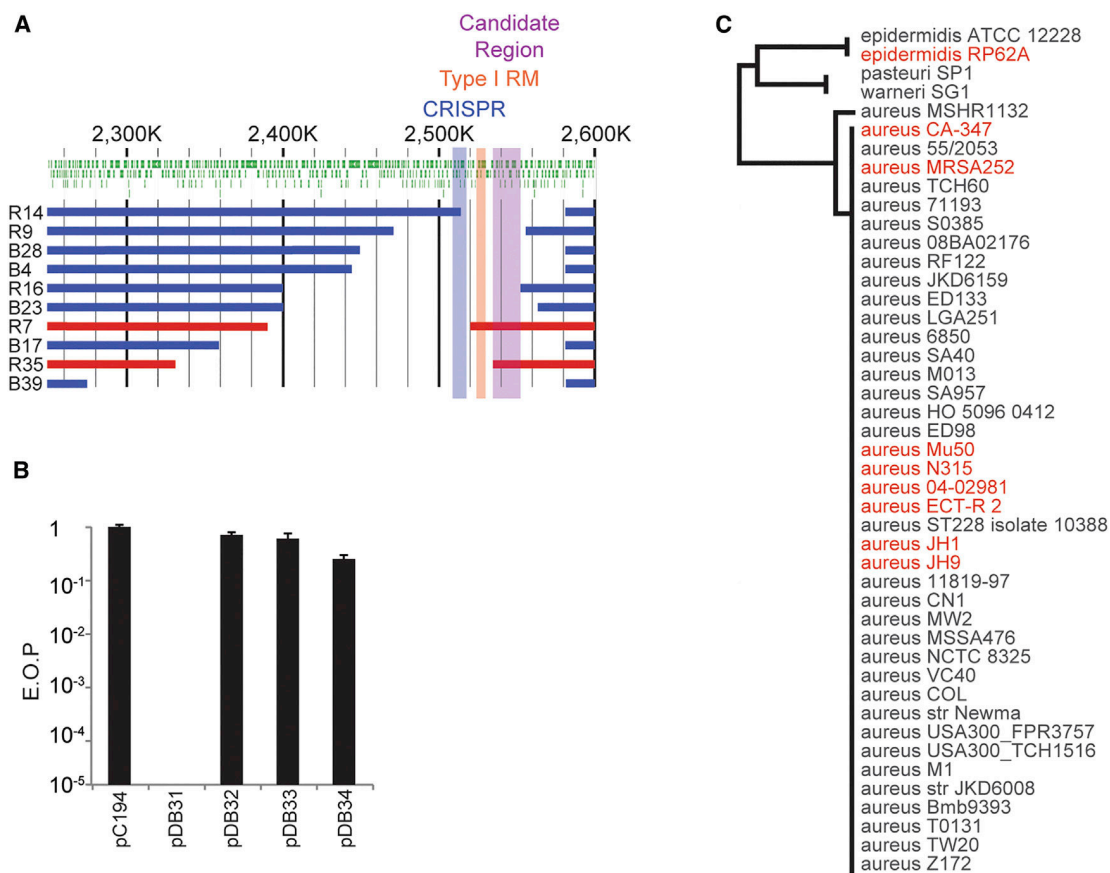 A
Candidate
Region
Type I RM
CRISPR
2,300K 2,400K 2,500K 2,600K
R14
R9
B28
B4
R16
B23
R7
B17
R35
B39
B
E.O.P
1
10-1
10-2
10-3
10-4
10-5
pC194
pDB31
pDB32
pDB33
pDB34
C
epidermidis ATCC 12228
epidermidis RP62A
pasteuri SP1
warneri SG1
aureus MSHR1132
aureus CA-347
aureus 55/2053
aureus MRSA252
aureus TCH60
aureus 71193
aureus S0385
aureus 08BA02176
aureus RF122
aureus JKD6159
aureus ED133
aureus LGA251
aureus 6850
aureus SA40
aureus M013
aureus SA957
aureus HO 5096 0412
aureus ED98
aureus Mu50
aureus N315
aureus 04-02981
aureus ECT-R 2
aureus ST228 isolate 10388
aureus JH1
aureus JH9
aureus 11819-97
aureus CN1
aureus MW2
aureus MSSA476
aureus NCTC 8325
aureus VC40
aureus COL
aureus str Newma
aureus USA300_FPR3757
aureus USA300_TCH1516
aureus M1
aureus str JKD6008
aureus Bmb9393
aureus T0131
aureus TW20
aureus Z172